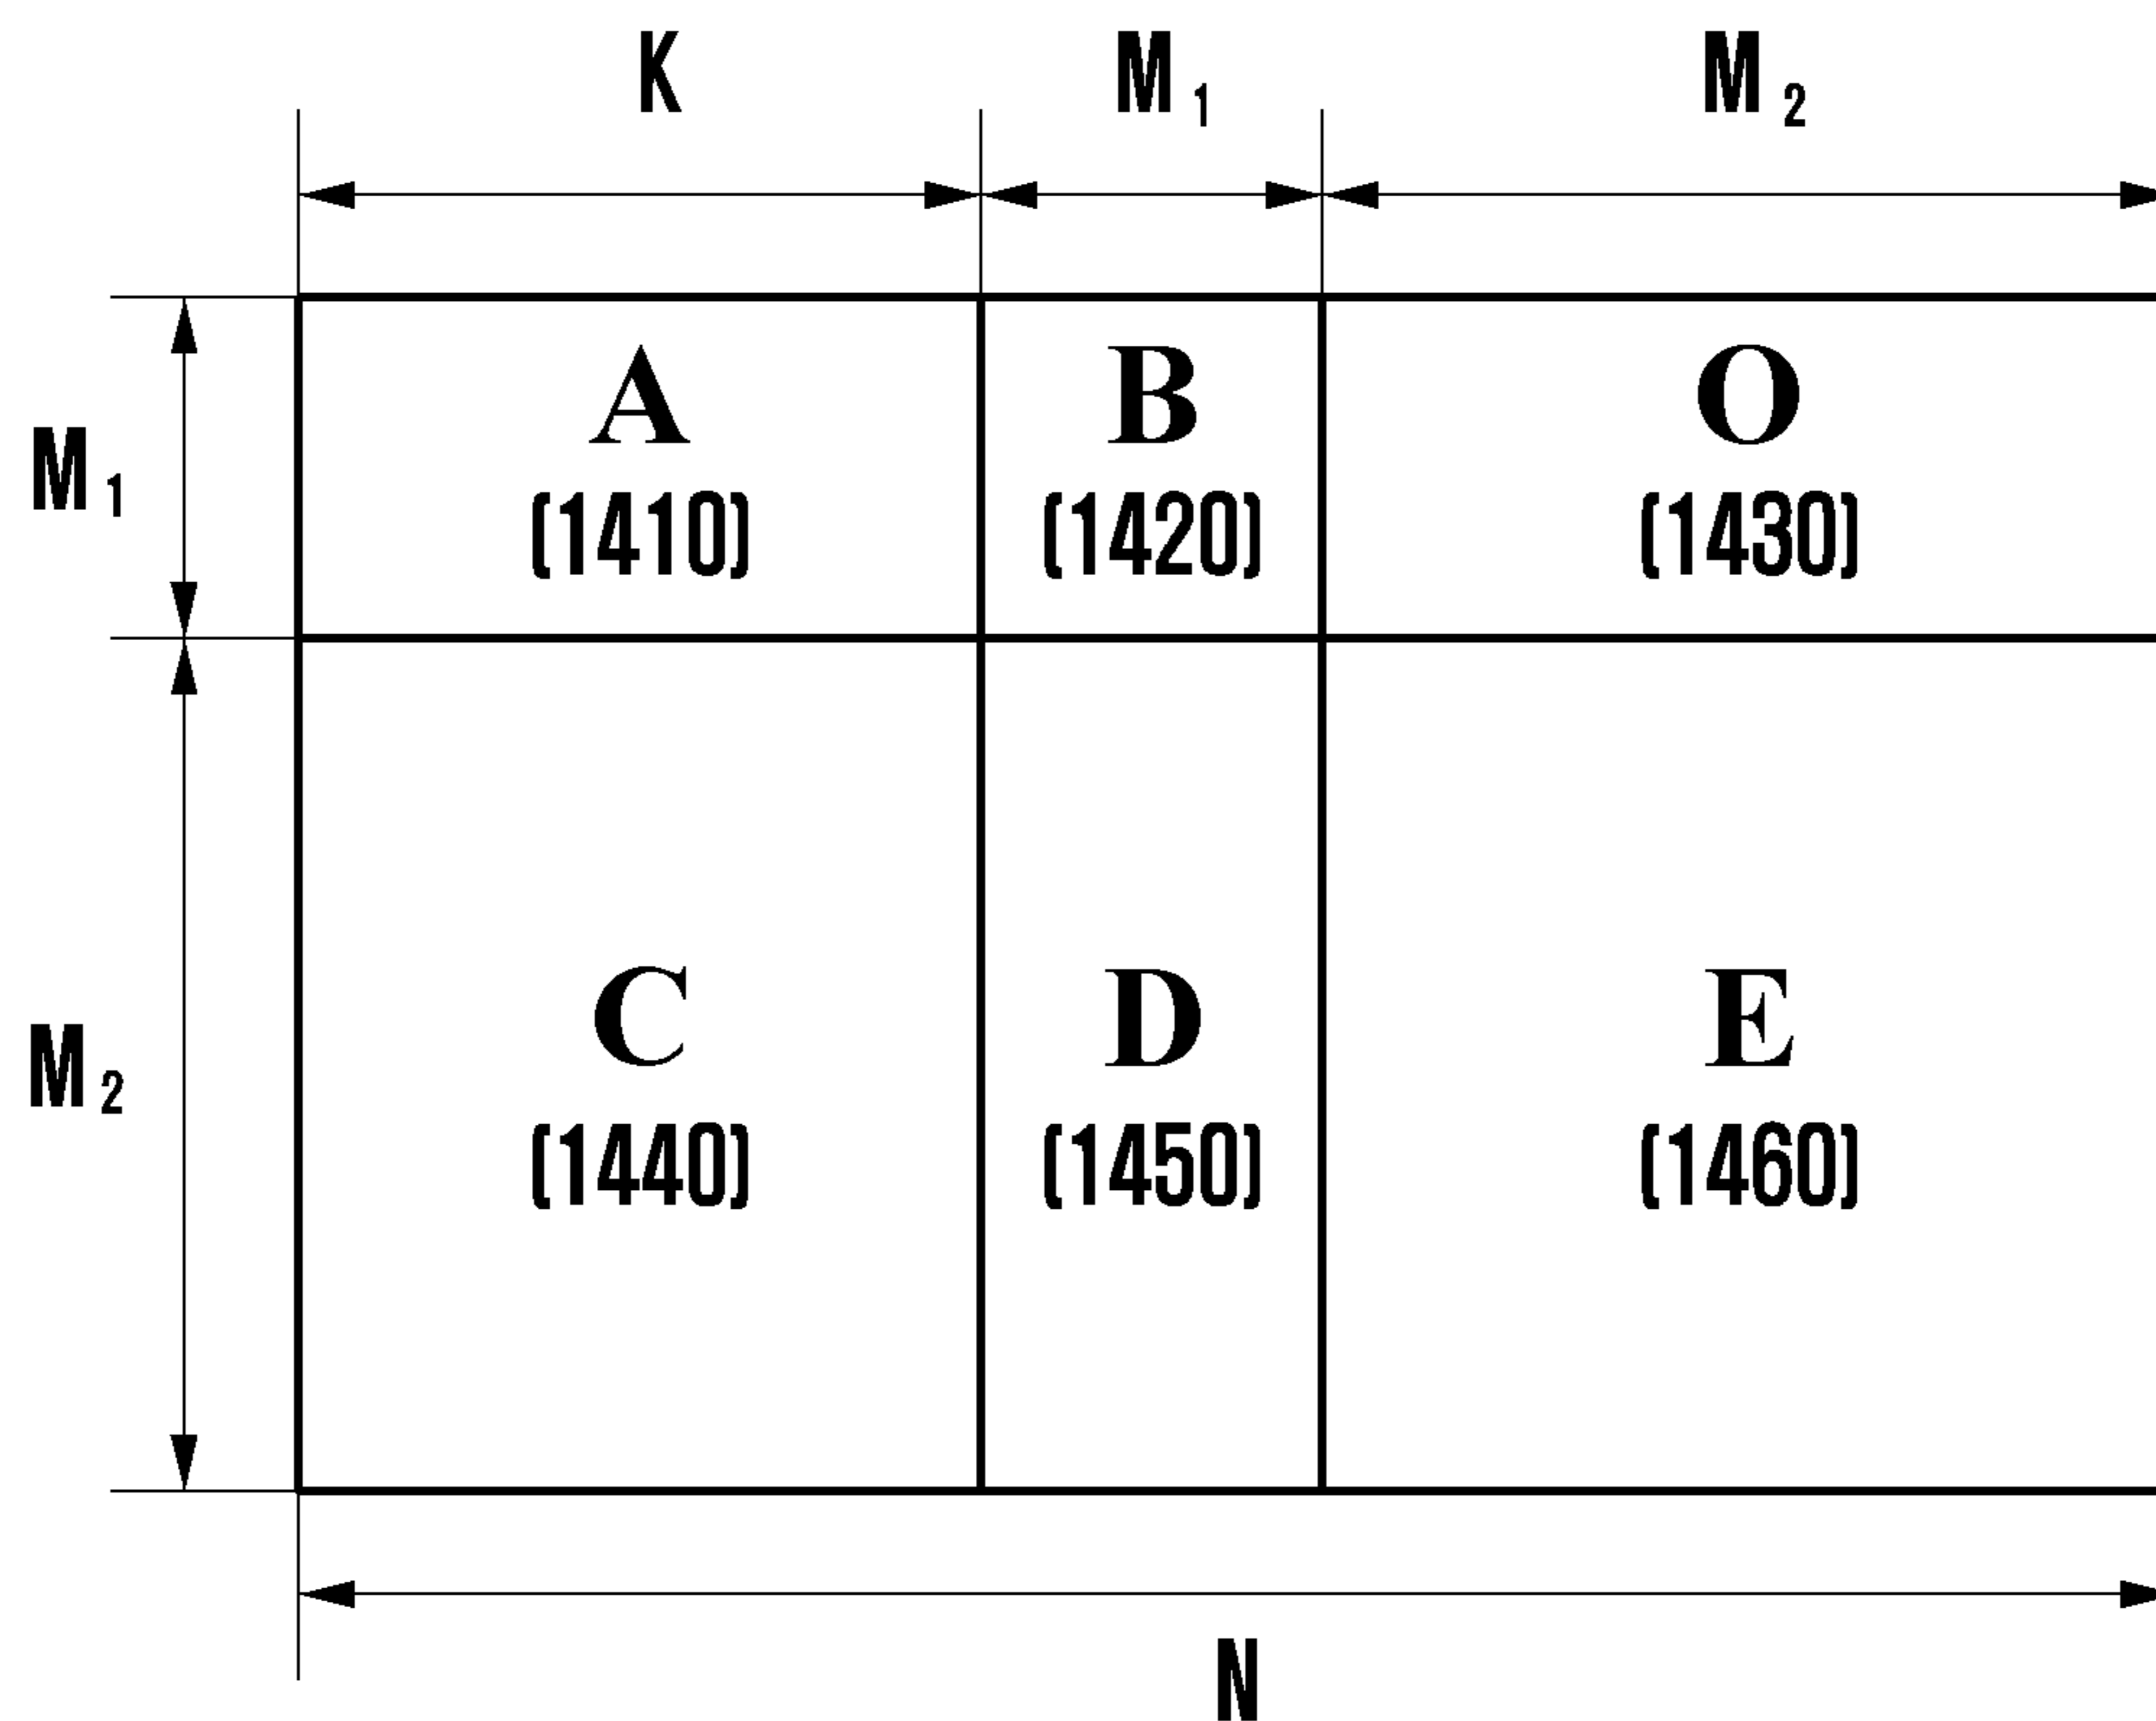 K M₁ M₂
A B O
M₁ (1410) (1420) (1430)
C D E
M₂ (1440) (1450) (1460)
N